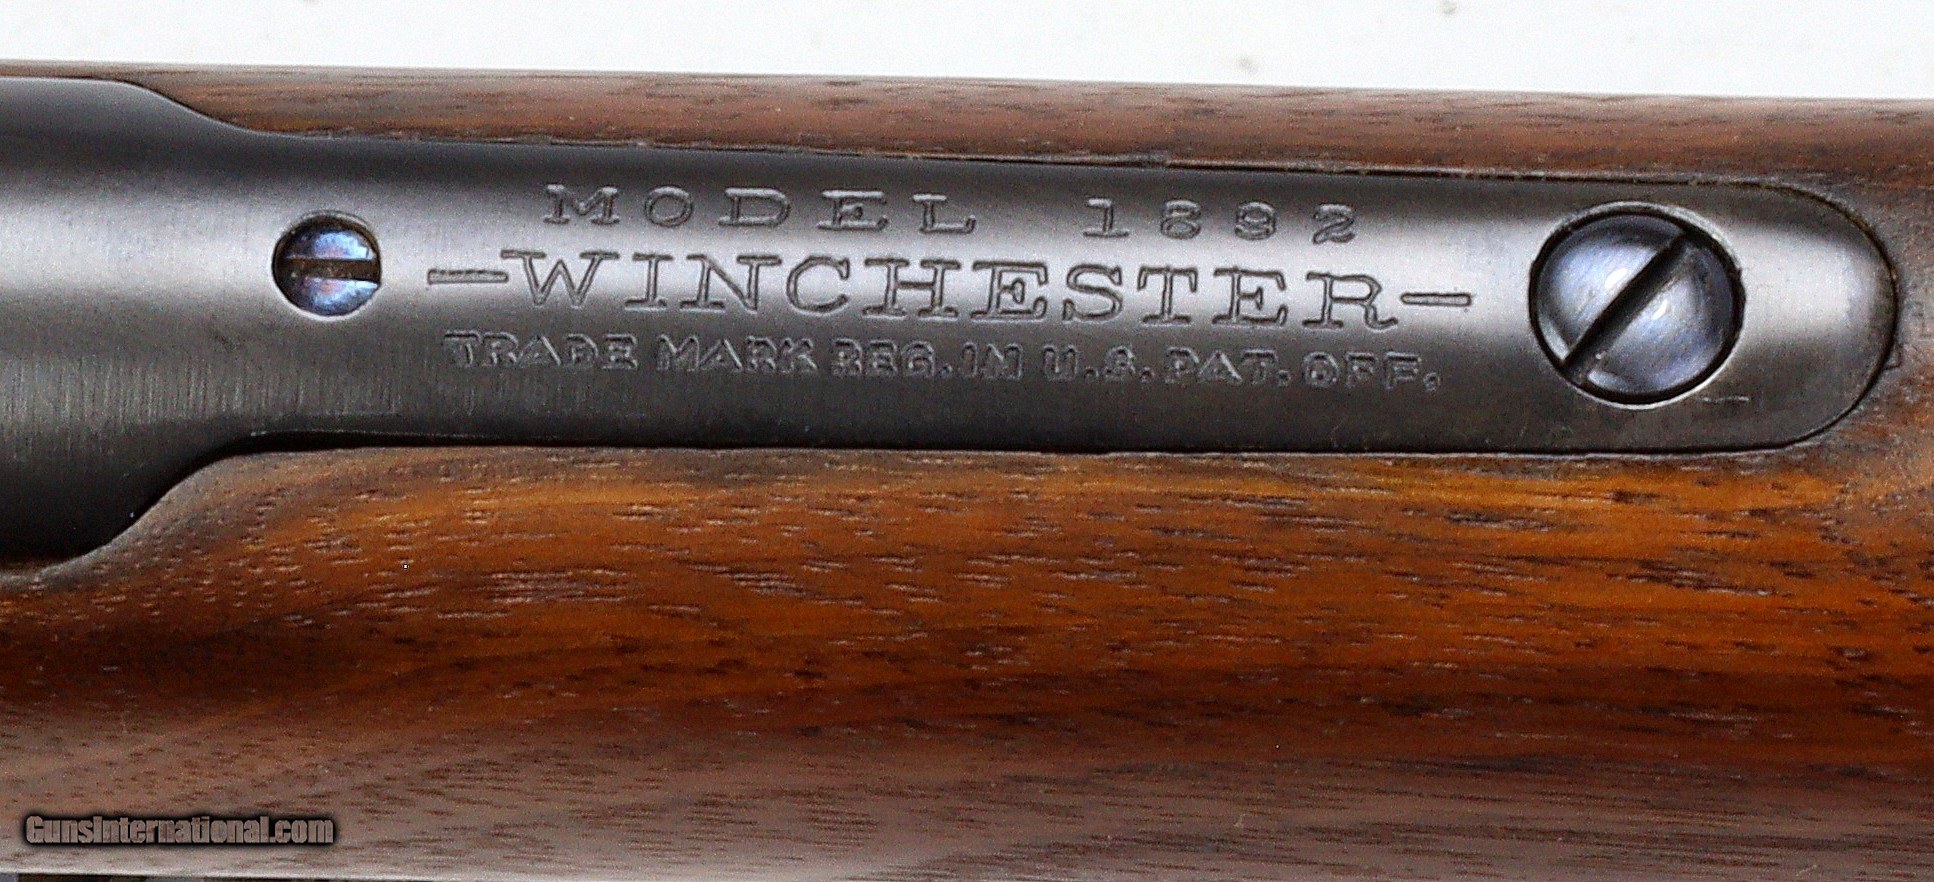 MODEL 1892
-WINCHESTER-
TRADE MARK REG. IN U.S. PAT. OFF.
GunsInternational.com